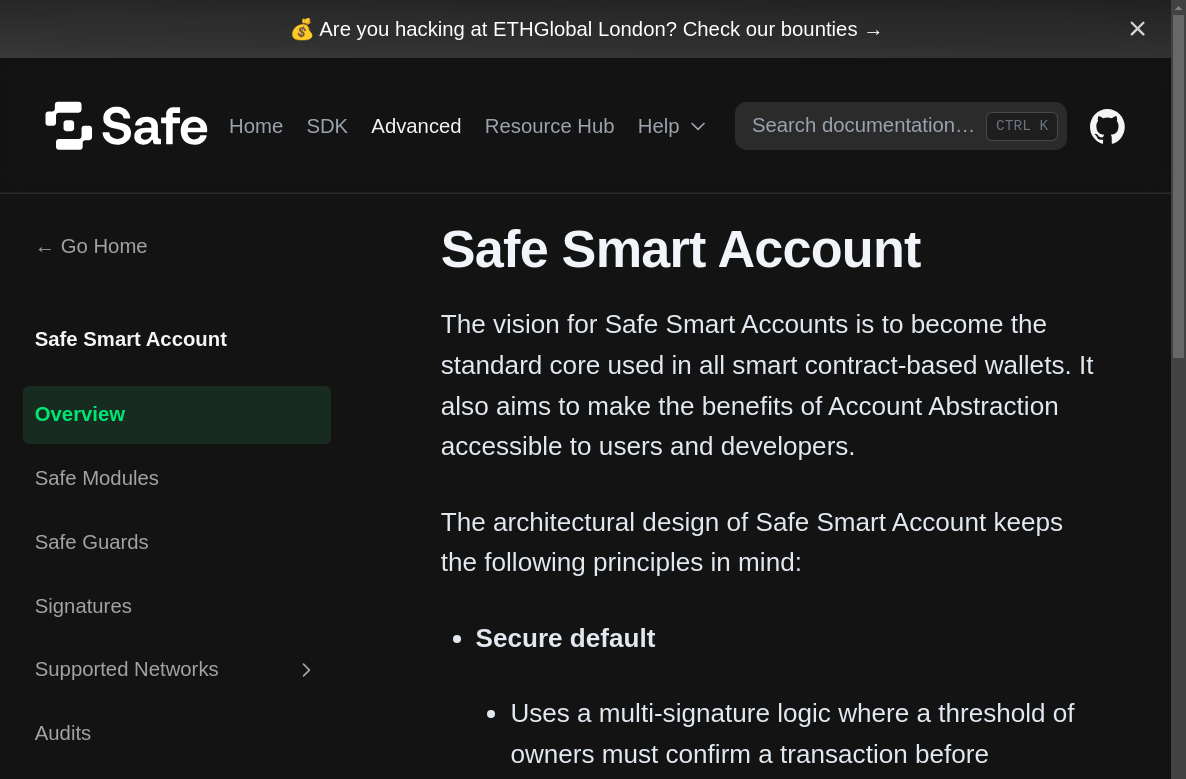 💰 Are you hacking at ETHGlobal London? Check our bounties →
Safe Home SDK Advanced Resource Hub Help Search documentation… CTRL K
← Go Home
Safe Smart Account
Overview
Safe Modules
Safe Guards
Signatures
Supported Networks
Audits
Safe Smart Account
The vision for Safe Smart Accounts is to become the
standard core used in all smart contract-based wallets. It
also aims to make the benefits of Account Abstraction
accessible to users and developers.
The architectural design of Safe Smart Account keeps
the following principles in mind:
• Secure default
• Uses a multi-signature logic where a threshold of
owners must confirm a transaction before